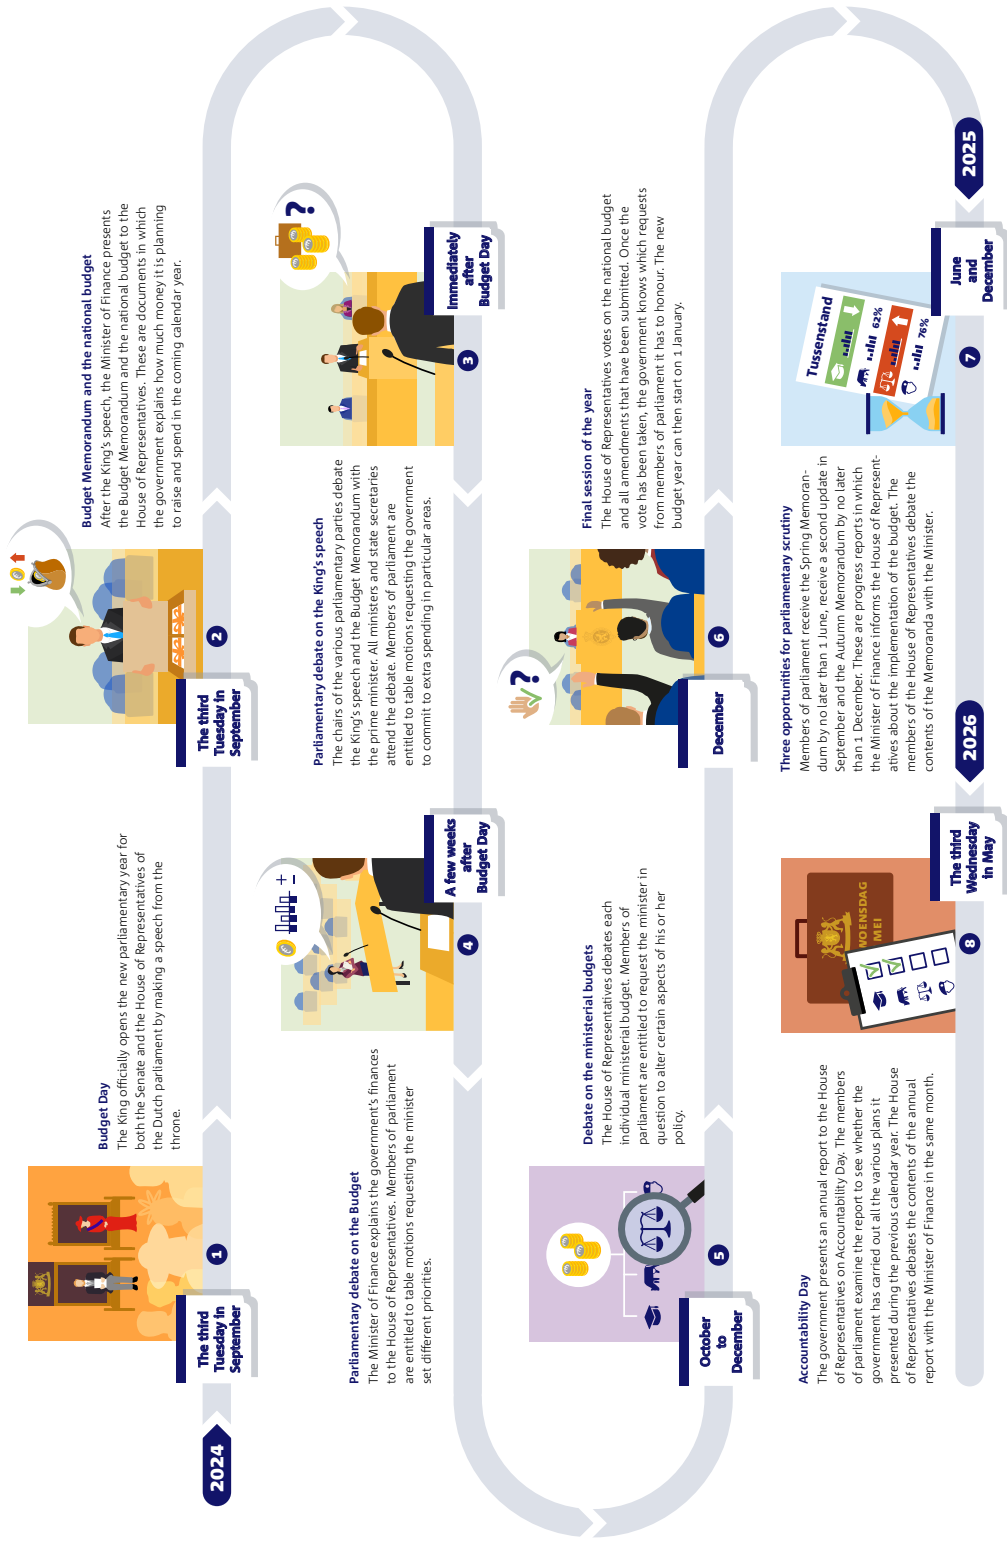 2024
The third
Tuesday in
September
1
Budget Day
The King officially opens the new parliamentary year for
both the Senate and the House of Representatives of
the Dutch parliament by making a speech from the
throne.
The third
Tuesday in
September
2
Budget Memorandum and the national budget
After the King's speech, the Minister of Finance presents
the Budget Memorandum and the national budget to the
House of Representatives. These are documents in which
the government explains how much money it is planning
to raise and spend in the coming calendar year.
Immediately
after
Budget Day
3
?
Parliamentary debate on the King's speech
The chairs of the various parliamentary parties debate
the King's speech and the Budget Memorandum with
the prime minister. All ministers and state secretaries
attend the debate. Members of parliament are
entitled to table motions requesting the government
to commit to extra spending in particular areas.
A few weeks
after
Budget Day
4
+
–
Parliamentary debate on the Budget
The Minister of Finance explains the government's finances
to the House of Representatives. Members of parliament
are entitled to table motions requesting the minister
set different priorities.
October
to
December
5
Debate on the ministerial budgets
The House of Representatives debates each
individual ministerial budget. Members of
parliament are entitled to request the minister in
question to alter certain aspects of his or her
policy.
December
6
?
Final session of the year
The House of Representatives votes on the national budget
and all amendments that have been submitted. Once the
vote has been taken, the government knows which requests
from members of parliament it has to honour. The new
budget year can then start on 1 January.
2025
June
and
December
7
Tussenstand
62%
76%
Three opportunities for parliamentary scrutiny
Members of parliament receive the Spring Memoran-
dum by no later than 1 June, receive a second update in
September and the Autumn Memorandum by no later
than 1 December. These are progress reports in which
the Minister of Finance informs the House of Represent-
atives about the implementation of the budget. The
members of the House of Representatives debate the
contents of the Memoranda with the Minister.
2026
The third
Wednesday
in May
8
WOENSDAG
MEI
Accountability Day
The government presents an annual report to the House
of Representatives on Accountability Day. The members
of parliament examine the report to see whether the
government has carried out all the various plans it
presented during the previous calendar year. The House
of Representatives debates the contents of the annual
report with the Minister of Finance in the same month.